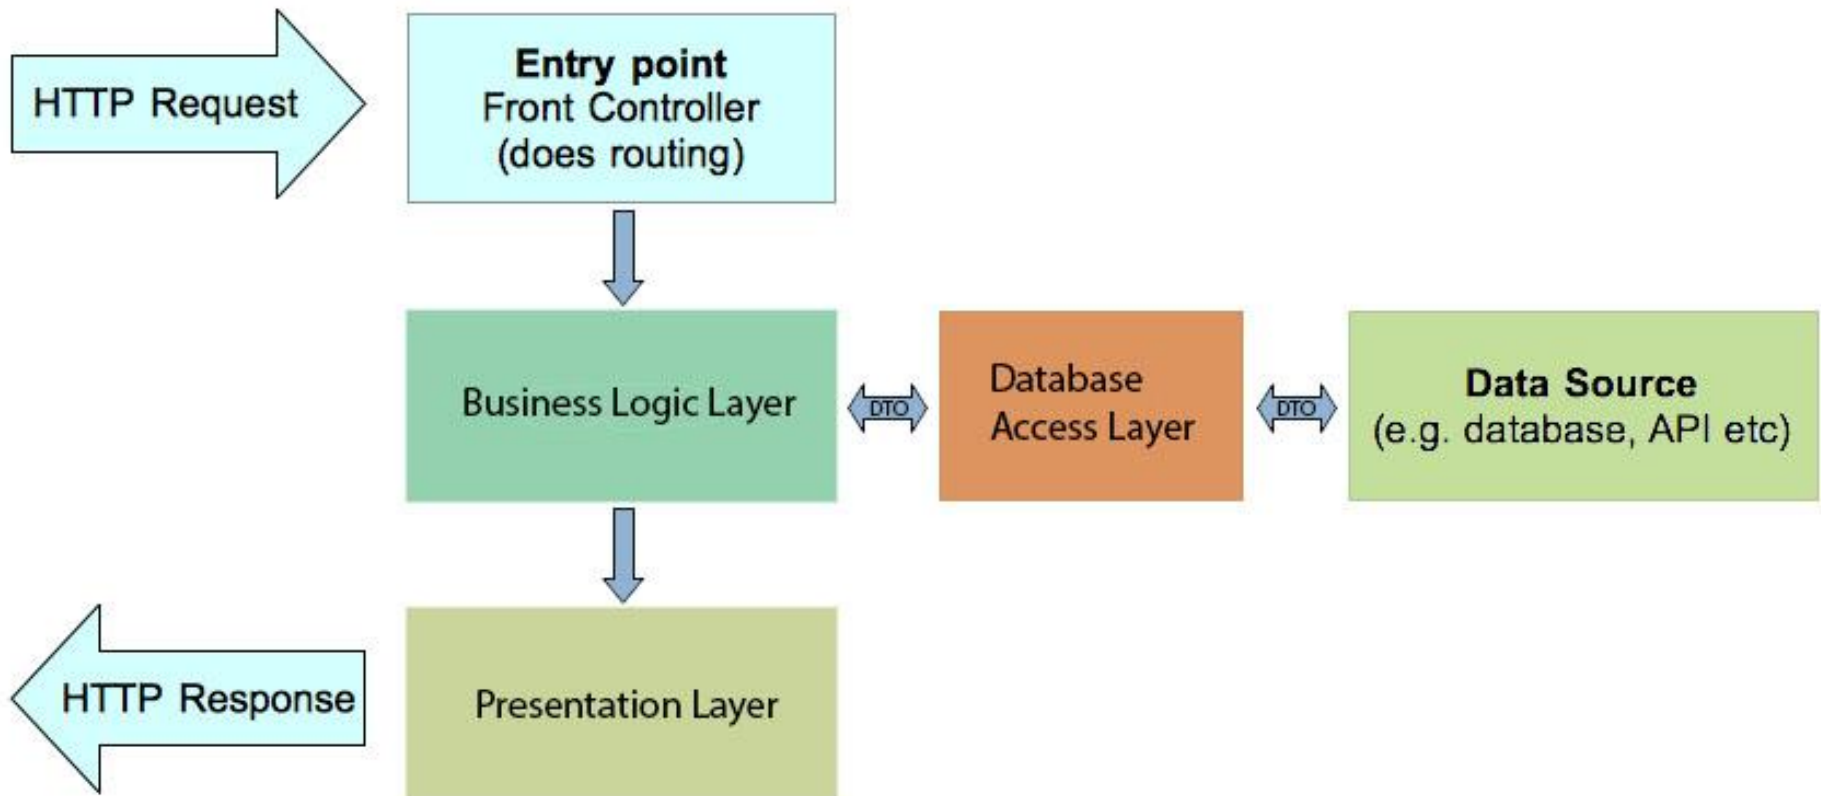 HTTP Request
Entry point
Front Controller
(does routing)
Business Logic Layer
DTO
Database
Access Layer
DTO
Data Source
(e.g. database, API etc)
HTTP Response
Presentation Layer